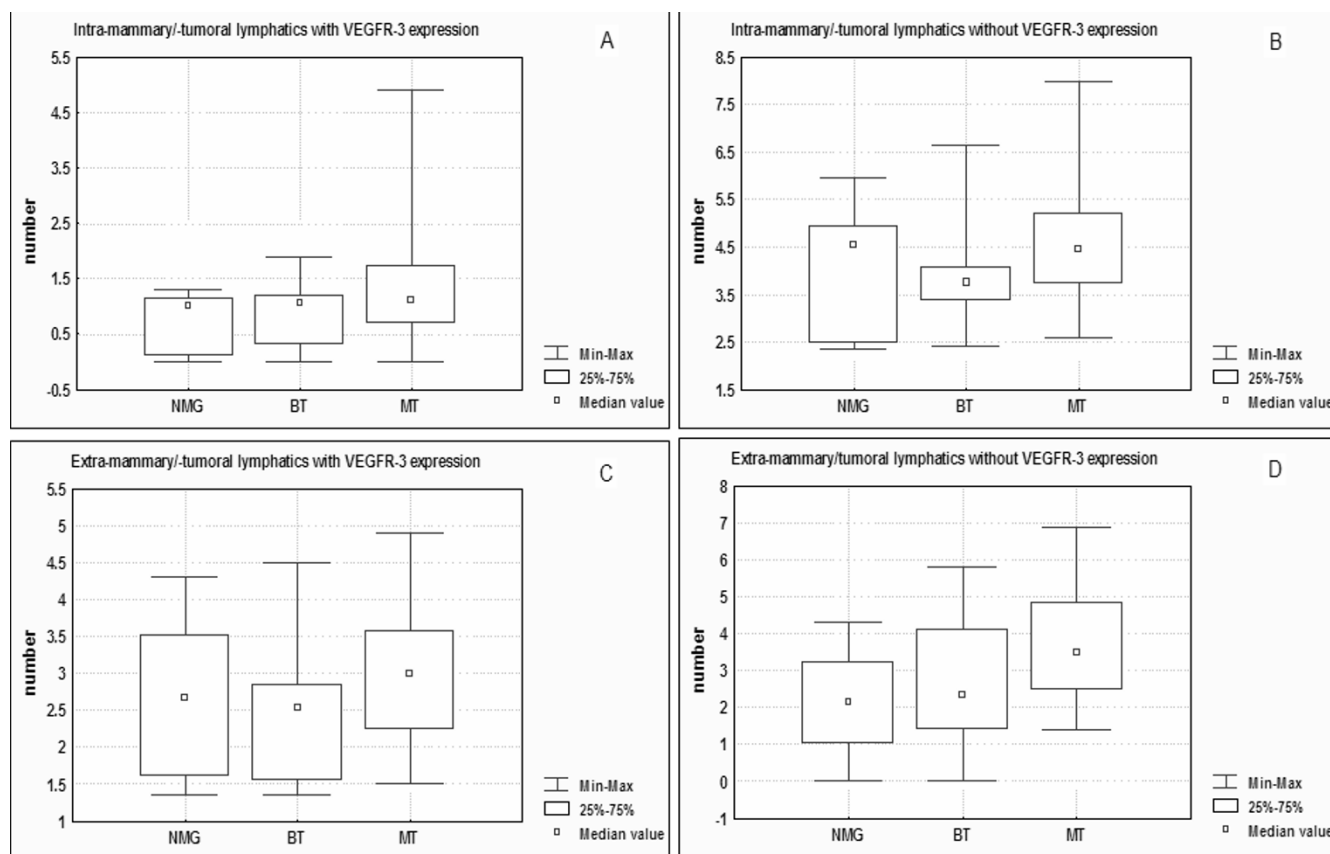 Intra-mammary/-tumoral lymphatics with VEGFR-3 expression
A
5.5
4.5
3.5
2.5
1.5
0.5
-0.5
number
NMG
BT
MT
Min-Max
25%-75%
Median value
Intra-mammary/-tumoral lymphatics without VEGFR-3 expression
B
8.5
7.5
6.5
5.5
4.5
3.5
2.5
1.5
number
NMG
BT
MT
Min-Max
25%-75%
Median value
Extra-mammary/-tumoral lymphatics with VEGFR-3 expression
C
5.5
5
4.5
4
3.5
3
2.5
2
1.5
1
number
NMG
BT
MT
Min-Max
25%-75%
Median value
Extra-mammary/tumoral lymphatics without VEGFR-3 expression
D
8
7
6
5
4
3
2
1
0
-1
number
NMG
BT
MT
Min-Max
25%-75%
Median value